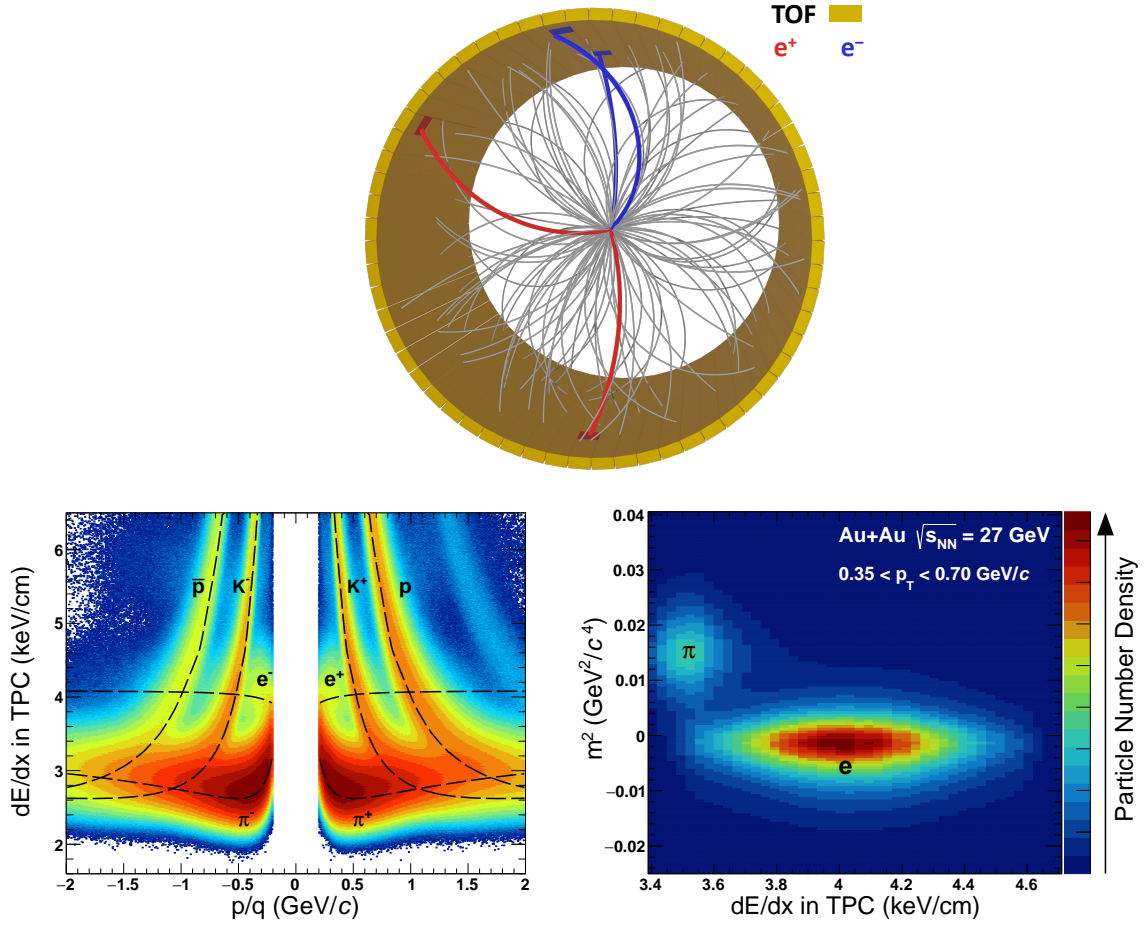 TOF
e⁺ e⁻
6
5
4
3
2
dE/dx in TPC (keV/cm)
p̅ K⁻ K⁺ p
e⁻ e⁺
π⁻ π⁺
−2 −1.5 −1 −0.5 0 0.5 1 1.5 2
p/q (GeV/c)
0.04
0.03
0.02
0.01
0
−0.01
−0.02
m² (GeV²/c⁴)
Au+Au √sNN = 27 GeV
0.35 < pT < 0.70 GeV/c
π
e
3.4 3.6 3.8 4 4.2 4.4 4.6
dE/dx in TPC (keV/cm)
Particle Number Density